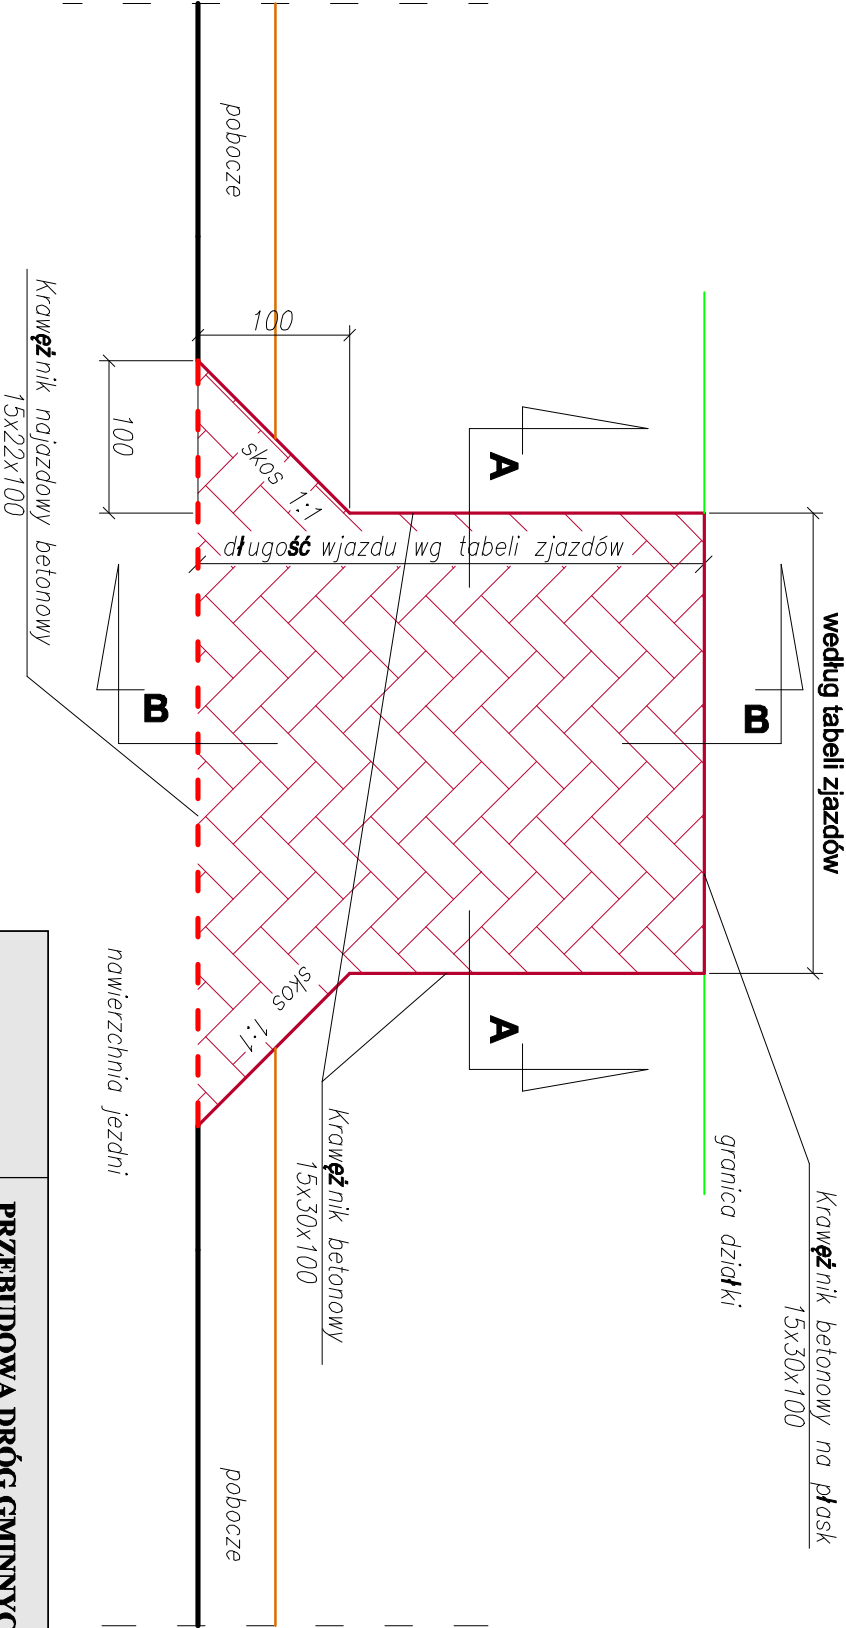 według tabeli zjazdów
Krawężnik betonowy na płask
15x30x100
granica działki
pobocze
100
100
skos 1:1
długość wjazdu wg tabeli zjazdów
A
A
B
B
skos 1:1
Krawężnik betonowy
15x30x100
Krawężnik najazdowy betonowy
15x22x100
nawierzchnia jezdni
pobocze
PRZEBUDOWA DRÓG GMINNYC